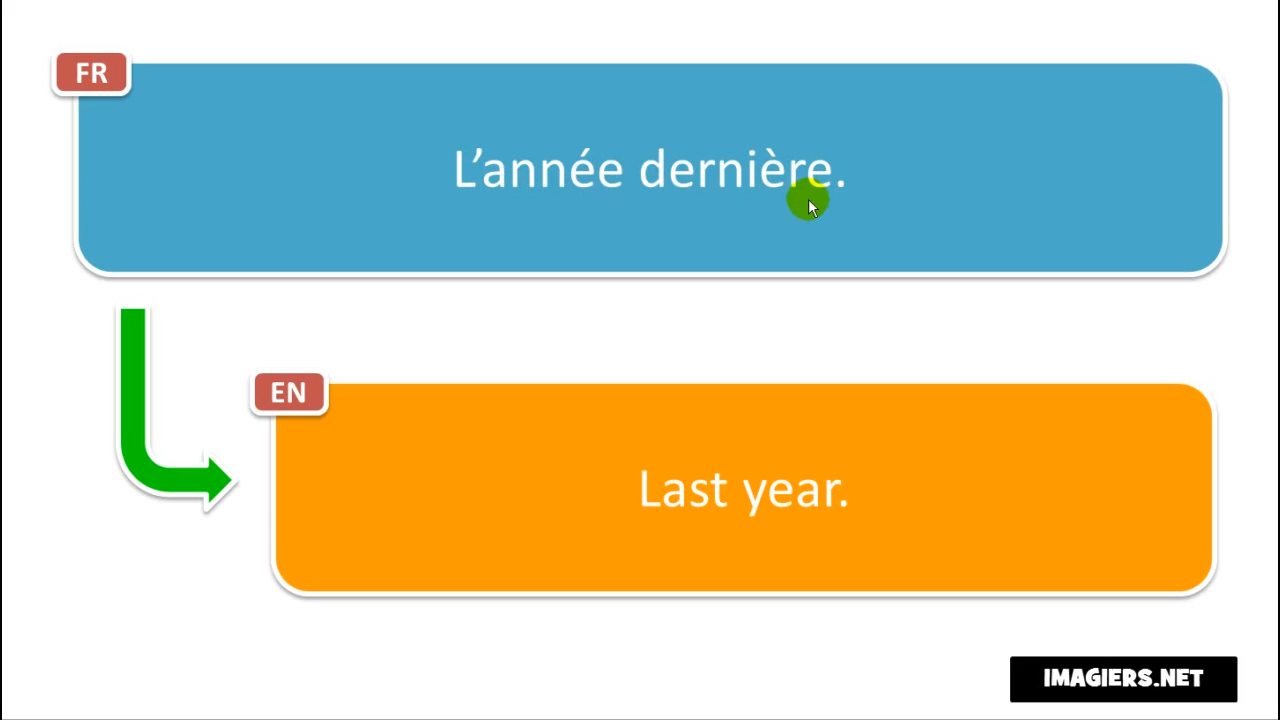 FR
L’année dernière.
EN
Last year.
IMAGIERS.NET